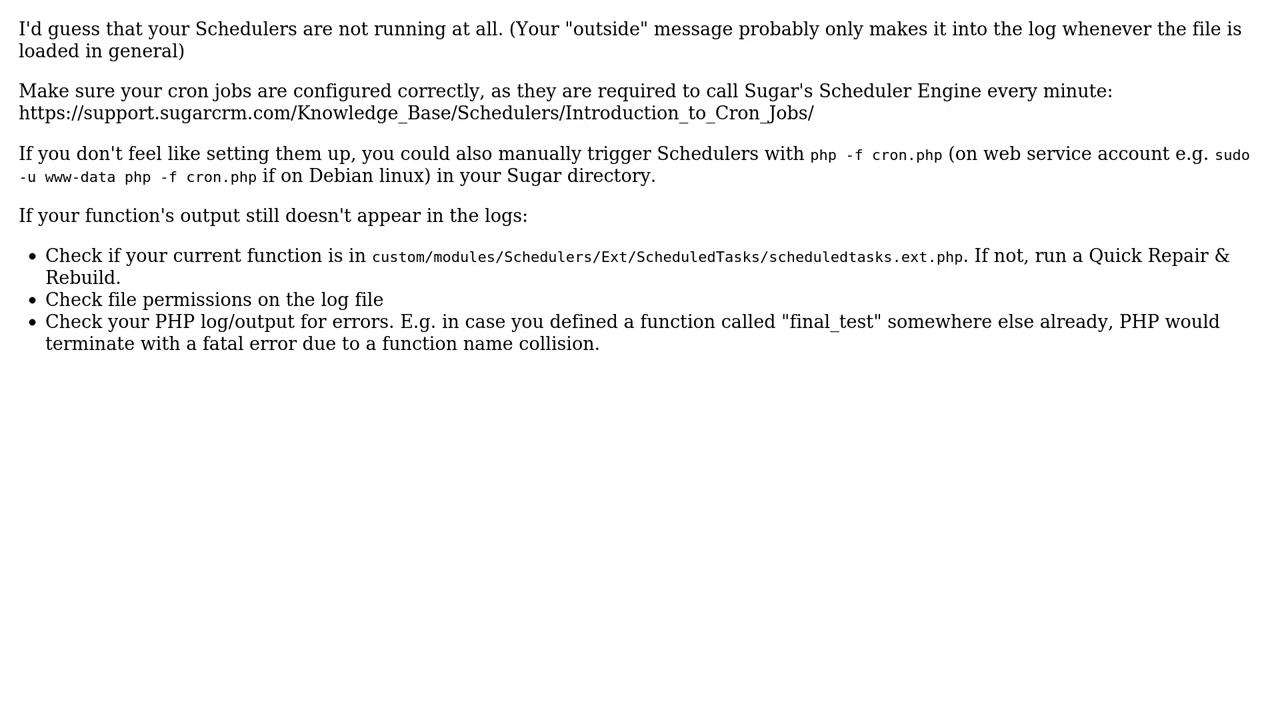 I'd guess that your Schedulers are not running at all. (Your "outside" message probably only makes it into the log whenever the file is
loaded in general)
Make sure your cron jobs are configured correctly, as they are required to call Sugar's Scheduler Engine every minute:
https://support.sugarcrm.com/Knowledge_Base/Schedulers/Introduction_to_Cron_Jobs/
If you don't feel like setting them up, you could also manually trigger Schedulers with php -f cron.php (on web service account e.g. sudo
-u www-data php -f cron.php if on Debian linux) in your Sugar directory.
If your function's output still doesn't appear in the logs:
• Check if your current function is in custom/modules/Schedulers/Ext/ScheduledTasks/scheduledtasks.ext.php. If not, run a Quick Repair &
Rebuild.
• Check file permissions on the log file
• Check your PHP log/output for errors. E.g. in case you defined a function called "final_test" somewhere else already, PHP would
terminate with a fatal error due to a function name collision.